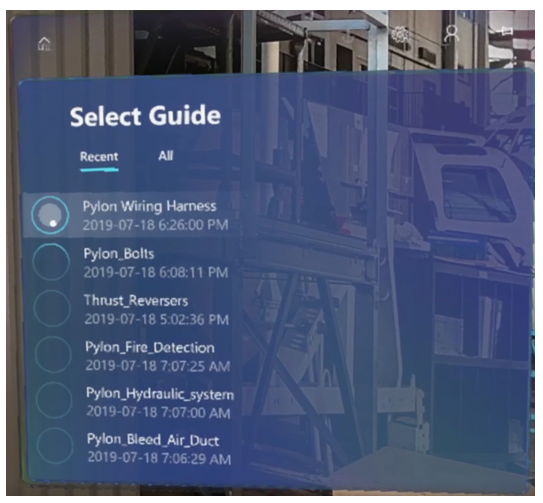 Select Guide
Recent All
Pylon Wiring Harness
2019-07-18 6:26:00 PM
Pylon_Bolts
2019-07-18 6:08:11 PM
Thrust_Reversers
2019-07-18 5:02:36 PM
Pylon_Fire_Detection
2019-07-18 7:07:25 AM
Pylon_Hydraulic_system
2019-07-18 7:07:00 AM
Pylon_Bleed_Air_Duct
2019-07-18 7:06:29 AM